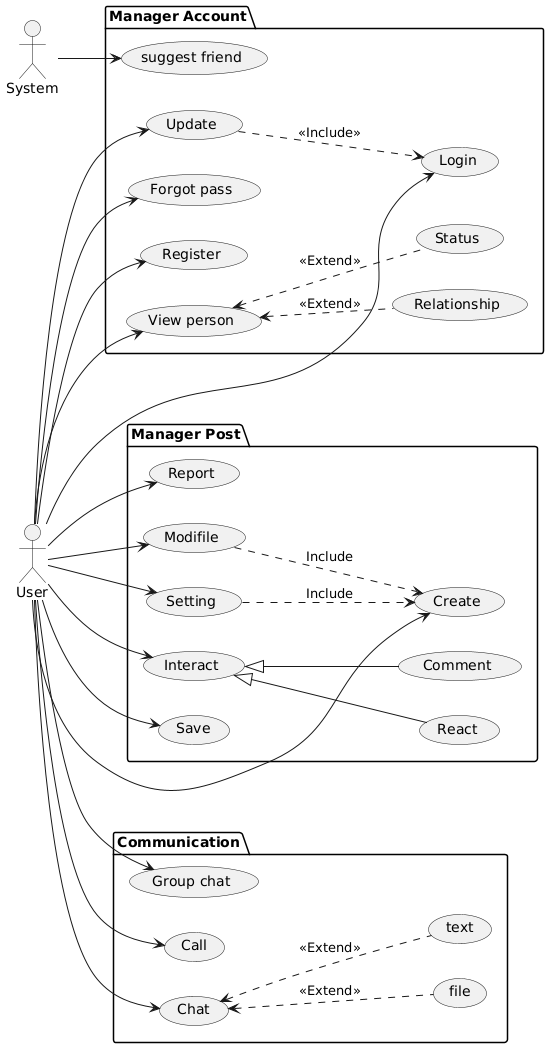 Manager Account
System
suggest friend
Update
«Include»
Login
Forgot pass
Register
Status
«Extend»
View person
«Extend»
Relationship
Manager Post
Report
Modifile
Include
Setting
Include
Create
User
Interact
Comment
Save
React
Communication
Group chat
Call
text
«Extend»
Chat
«Extend»
file